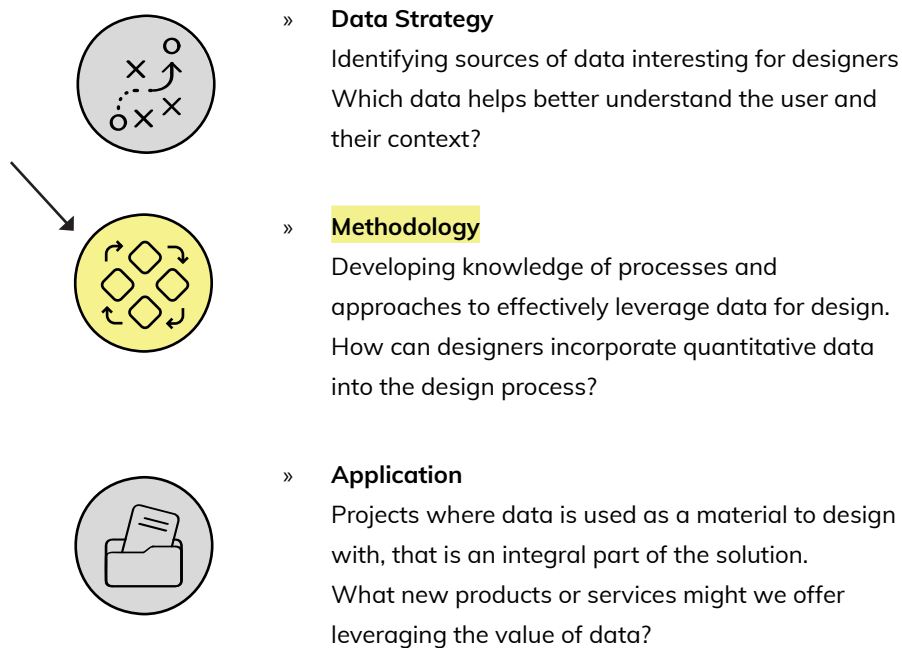 » Data Strategy
Identifying sources of data interesting for designers
Which data helps better understand the user and
their context?
» Methodology
Developing knowledge of processes and
approaches to effectively leverage data for design.
How can designers incorporate quantitative data
into the design process?
» Application
Projects where data is used as a material to design
with, that is an integral part of the solution.
What new products or services might we offer
leveraging the value of data?